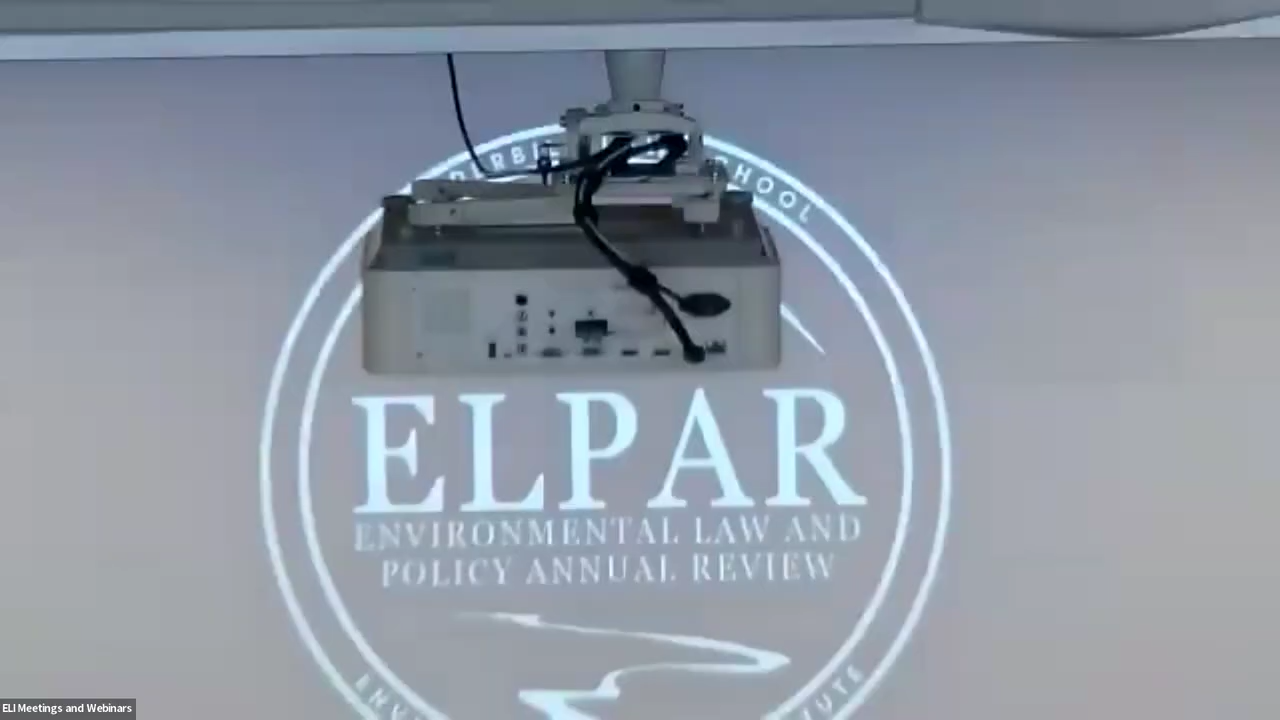 ELPAR
ENVIRONMENTAL LAW AND
POLICY ANNUAL REVIEW
ELI Meetings and Webinars